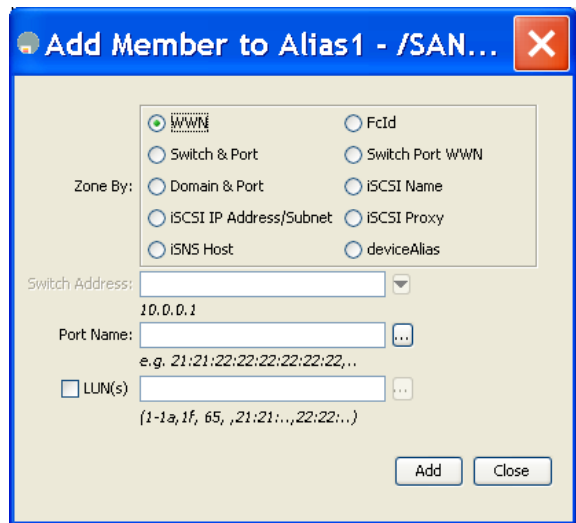 Add Member to Alias1 - /SAN...
WWN FcId
Switch & Port Switch Port WWN
Zone By: Domain & Port iSCSI Name
iSCSI IP Address/Subnet iSCSI Proxy
iSNS Host deviceAlias
Switch Address:
10.0.0.1
Port Name: ...
e.g. 21:21:22:22:22:22:22:22,..
LUN(s) ...
(1-1a,1f, 65, ,21:21:..,22:22:..)
Add Close